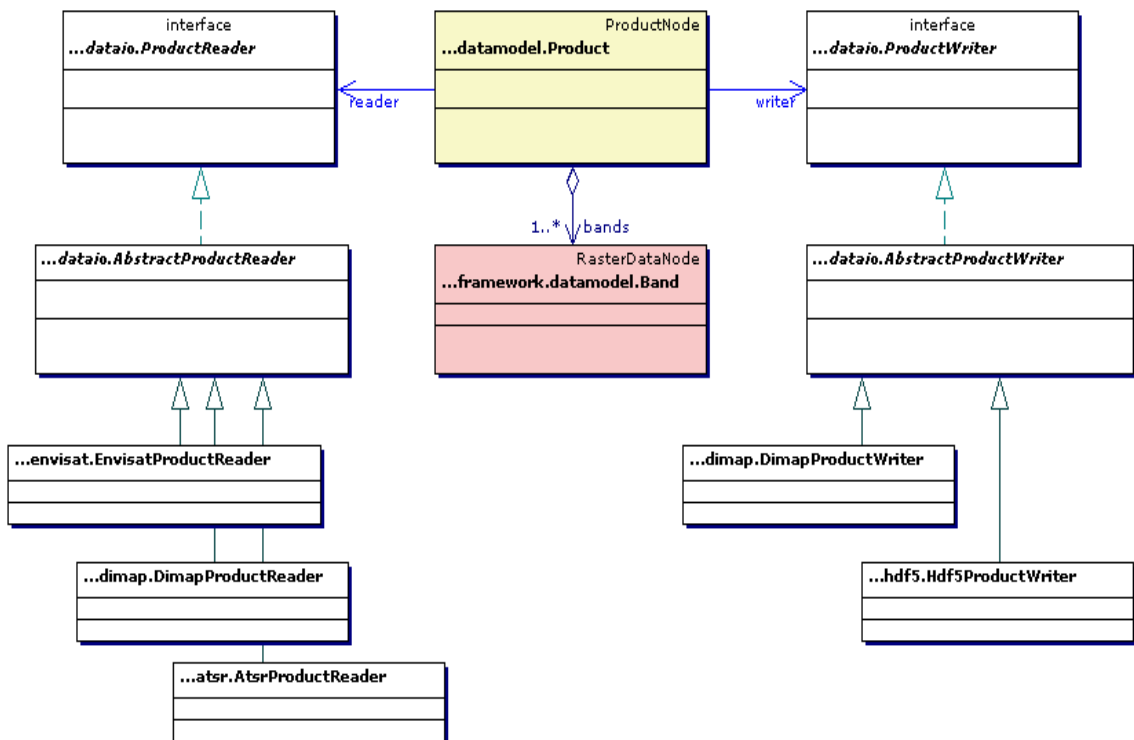 interface
...dataio.ProductReader
ProductNode
...datamodel.Product
interface
...dataio.ProductWriter
reader
writer
1..* bands
...dataio.AbstractProductReader
RasterDataNode
...framework.datamodel.Band
...dataio.AbstractProductWriter
...envisat.EnvisatProductReader
...dimap.DimapProductWriter
...dimap.DimapProductReader
...hdf5.Hdf5ProductWriter
...atsr.AtsrProductReader